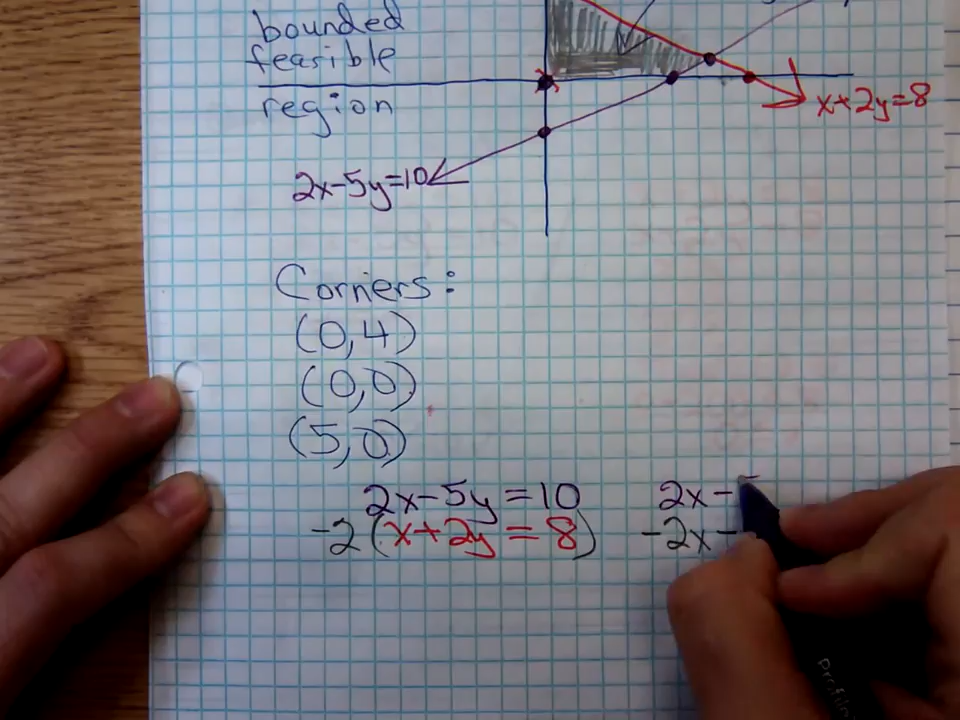 bounded
feasible
region
x+2y=8
2x-5y=10
Corners:
(0,4)
(0,0)
(5,0)
2x-5y=10
-2(x+2y=8)
2x-5
-2x-